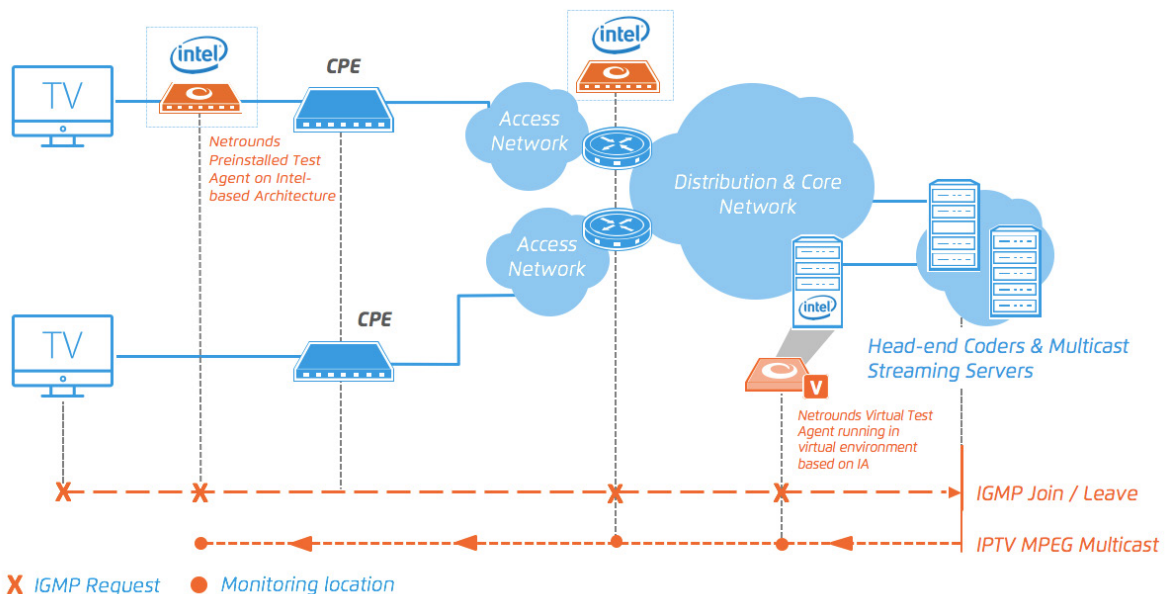 intel
intel
CPE
TV
Access
Network
Netrounds
Preinstalled Test
Agent on Intel-
based Architecture
Distribution & Core
Network
Access
Network
intel
CPE
TV
Head-end Coders & Multicast
Streaming Servers
V
Netrounds Virtual Test
Agent running in
virtual environment
based on IA
X X X X IGMP Join / Leave
IPTV MPEG Multicast
X IGMP Request Monitoring location